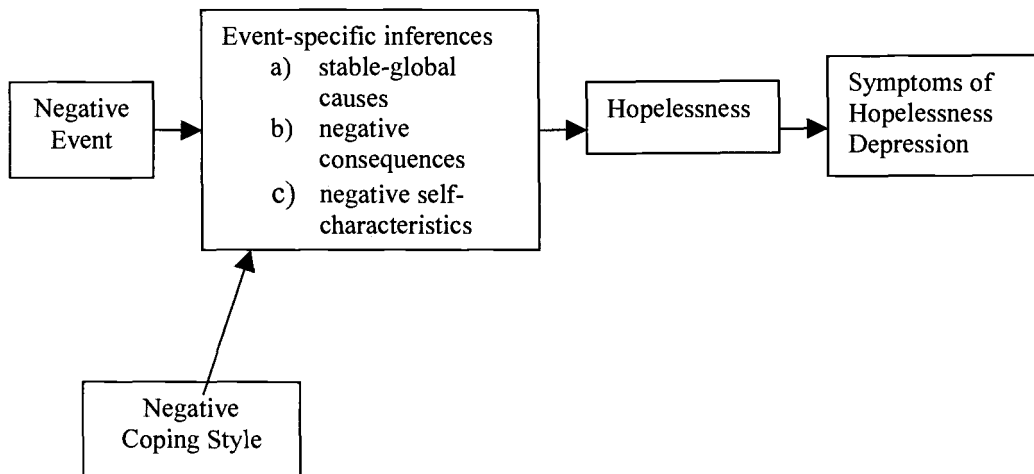 Negative
Event
Event-specific inferences
a) stable-global
causes
b) negative
consequences
c) negative self-
characteristics
Hopelessness
Symptoms of
Hopelessness
Depression
Negative
Coping Style